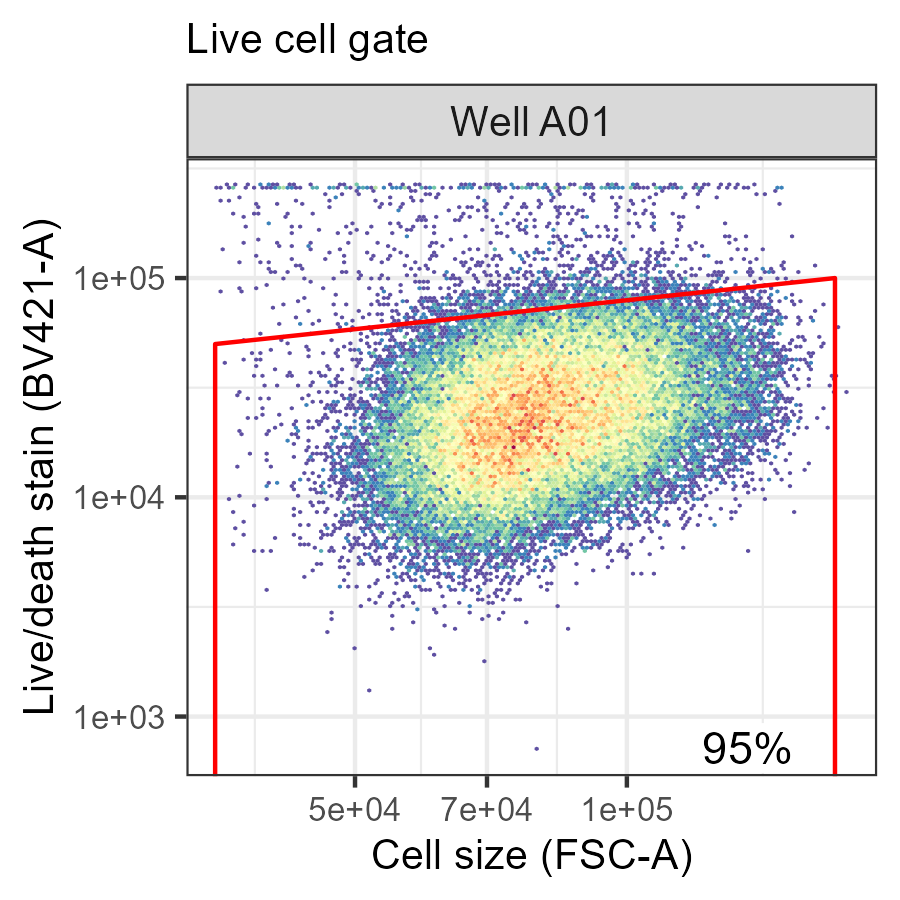 Live cell gate
Well A01
Live/death stain (BV421-A)
1e+05
1e+04
1e+03
95%
5e+04 7e+04 1e+05
Cell size (FSC-A)